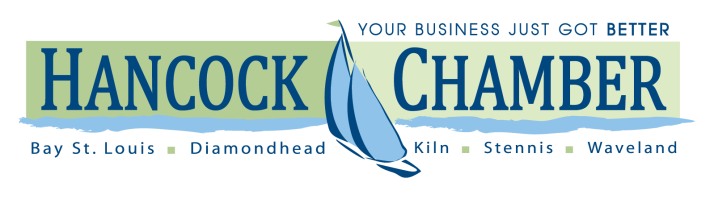 YOUR BUSINESS JUST GOT BETTER
HANCOCK CHAMBER
Bay St. Louis ▪ Diamondhead Kiln ▪ Stennis ▪ Waveland